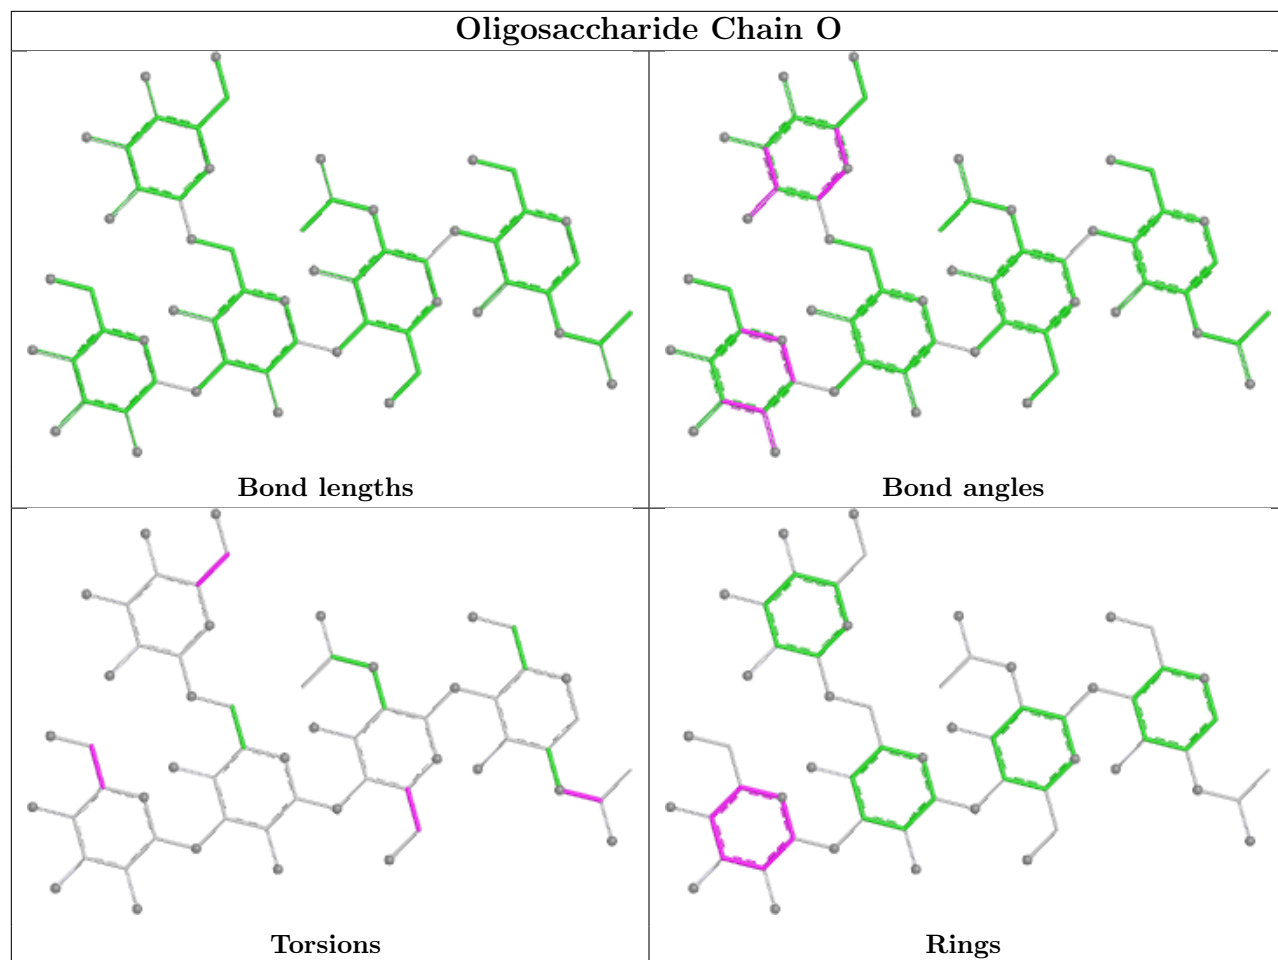 Oligosaccharide Chain O
Bond lengths
Bond angles
Torsions
Rings